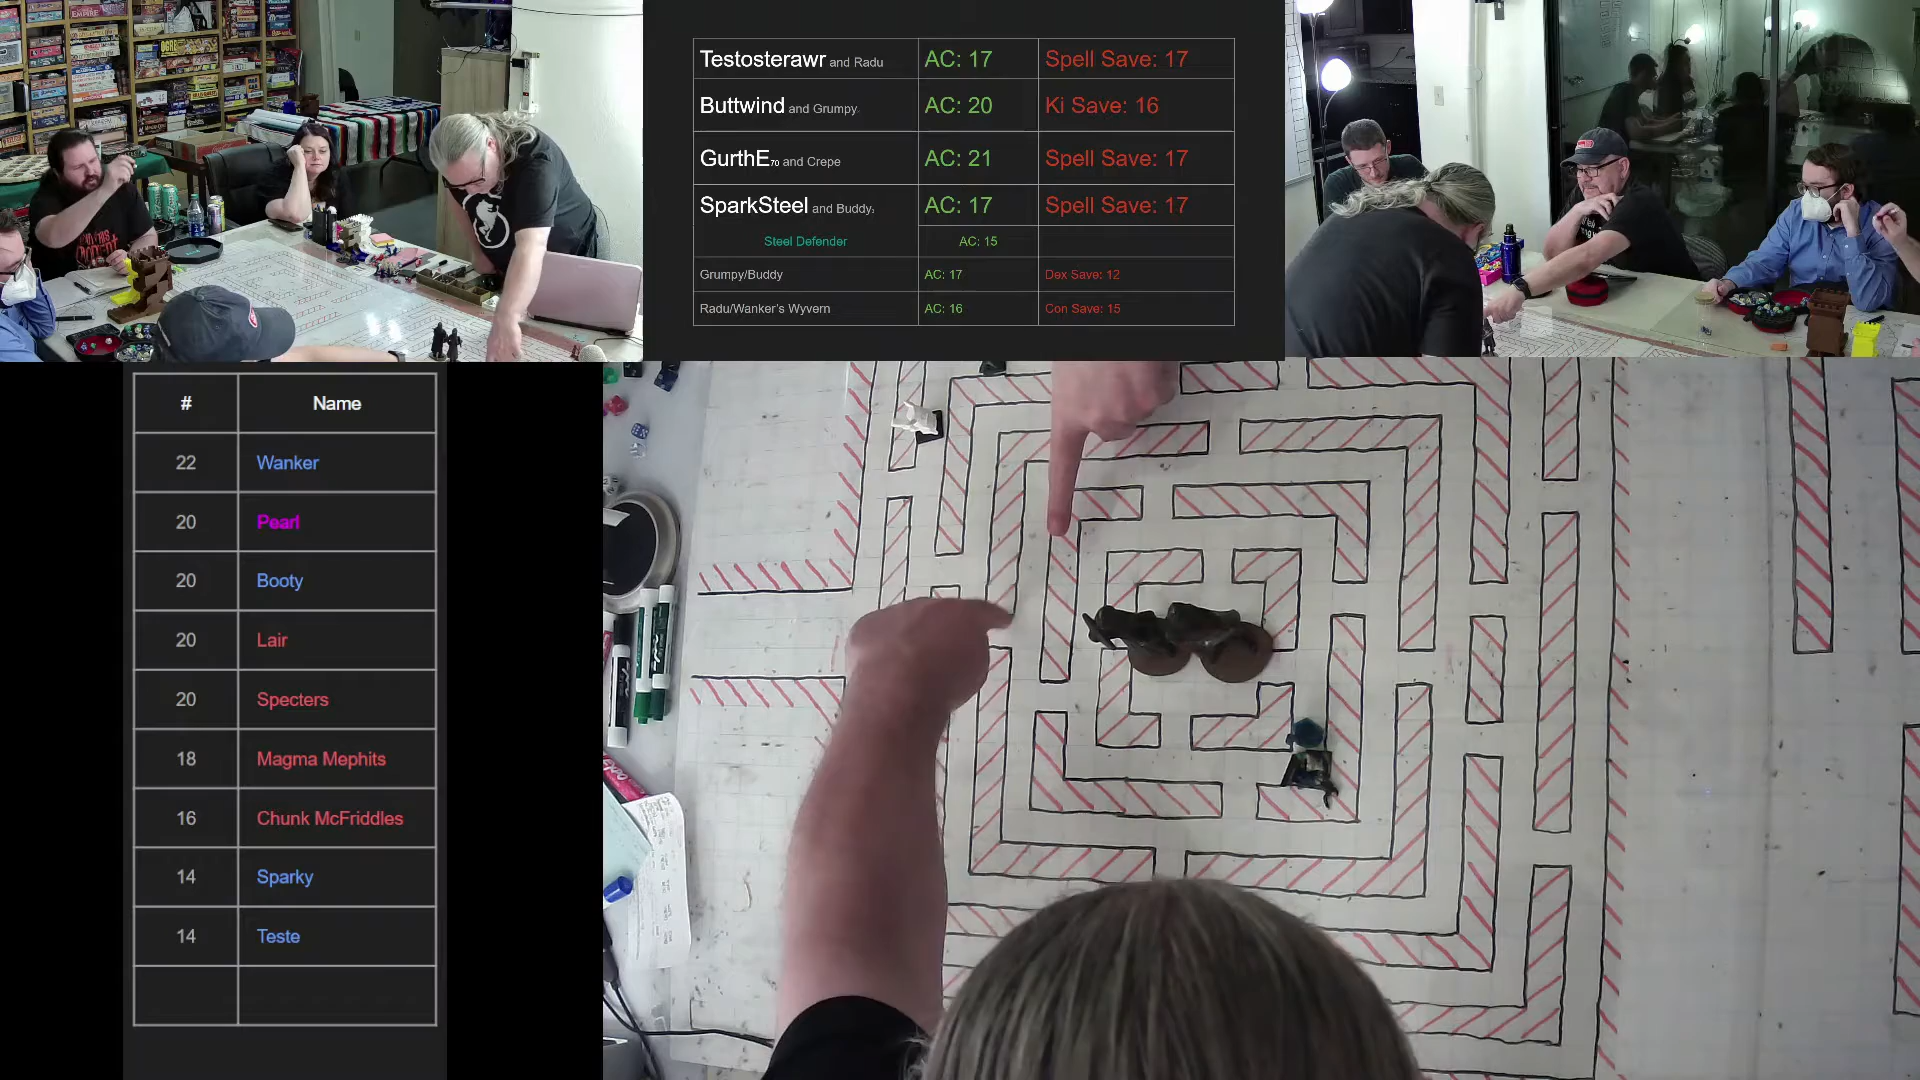 Testosterawr and Radu AC: 17 Spell Save: 17
Buttwind and Grumpy. AC: 20 Ki Save: 16
GurthE70 and Crepe AC: 21 Spell Save: 17
SparkSteel and Buddy. AC: 17 Spell Save: 17
Steel Defender AC: 15
Grumpy/Buddy AC: 17 Dex Save: 12
Radu/Wanker's Wyvern AC: 16 Con Save: 15
# Name
22 Wanker
20 Pearl
20 Booty
20 Lair
20 Specters
18 Magma Mephits
16 Chunk McFriddles
14 Sparky
14 Teste
OGRE
EMPIRE
EXPO